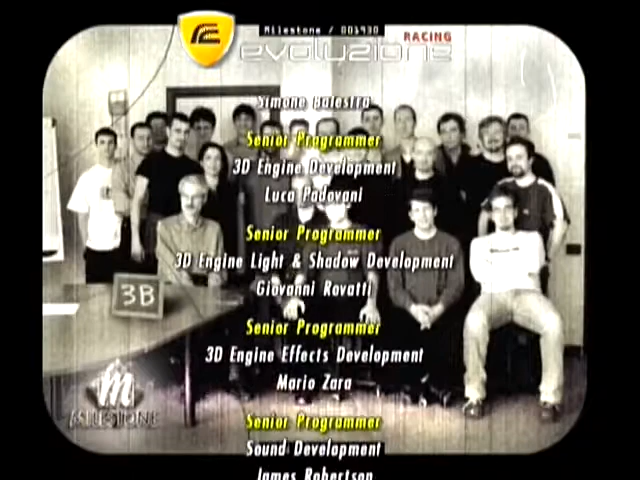 Milestone / 001930
RACING
evoluzione
Simone Balestra
Senior Programmer
3D Engine Development
Luca Padovani
Senior Programmer
3D Engine Light & Shadow Development
Giovanni Rovatti
Senior Programmer
3D Engine Effects Development
Mario Zara
Senior Programmer
Sound Development
James Robertson
3B
m
MILESTONE